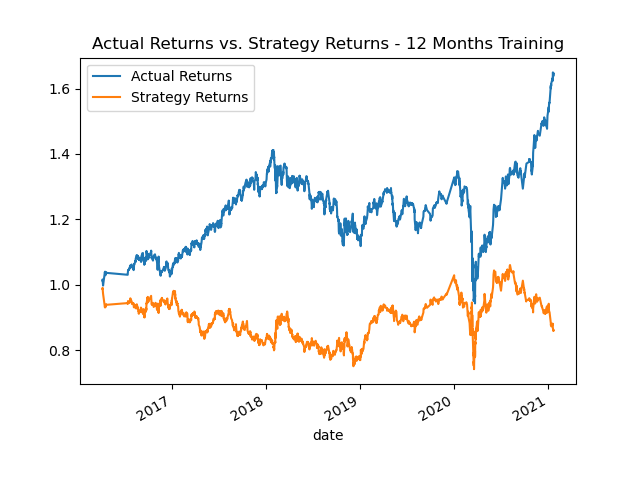 Actual Returns vs. Strategy Returns - 12 Months Training
Actual Returns
Strategy Returns
1.6
1.4
1.2
1.0
0.8
2017
2018
2019
2020
2021
date